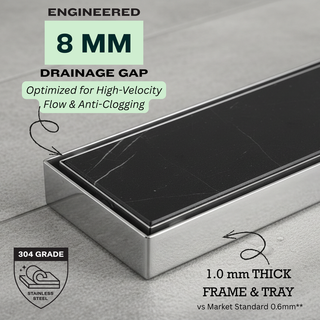 ENGINEERED
8 MM
DRAINAGE GAP
Optimized for High-Velocity
Flow & Anti-Clogging
304 GRADE
STAINLESS
STEEL
1.0 mm THICK
FRAME & TRAY
vs Market Standard 0.6mm**